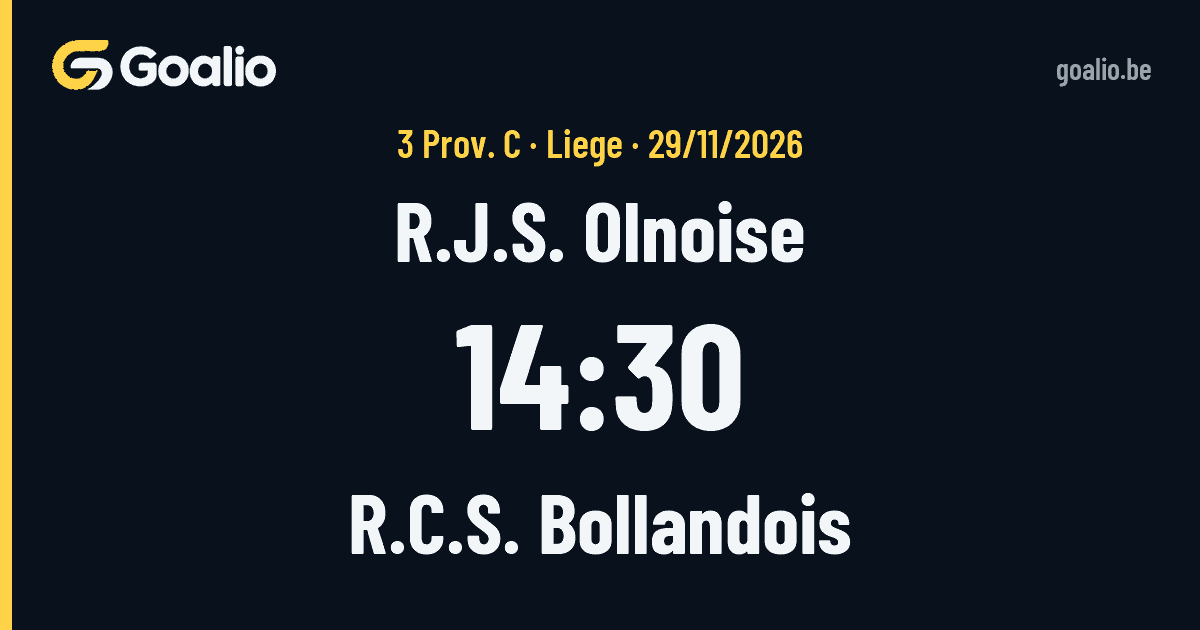 Goalio
goalio.be
3 Prov. C · Liege · 29/11/2026
R.J.S. Olnoise
14:30
R.C.S. Bollandois